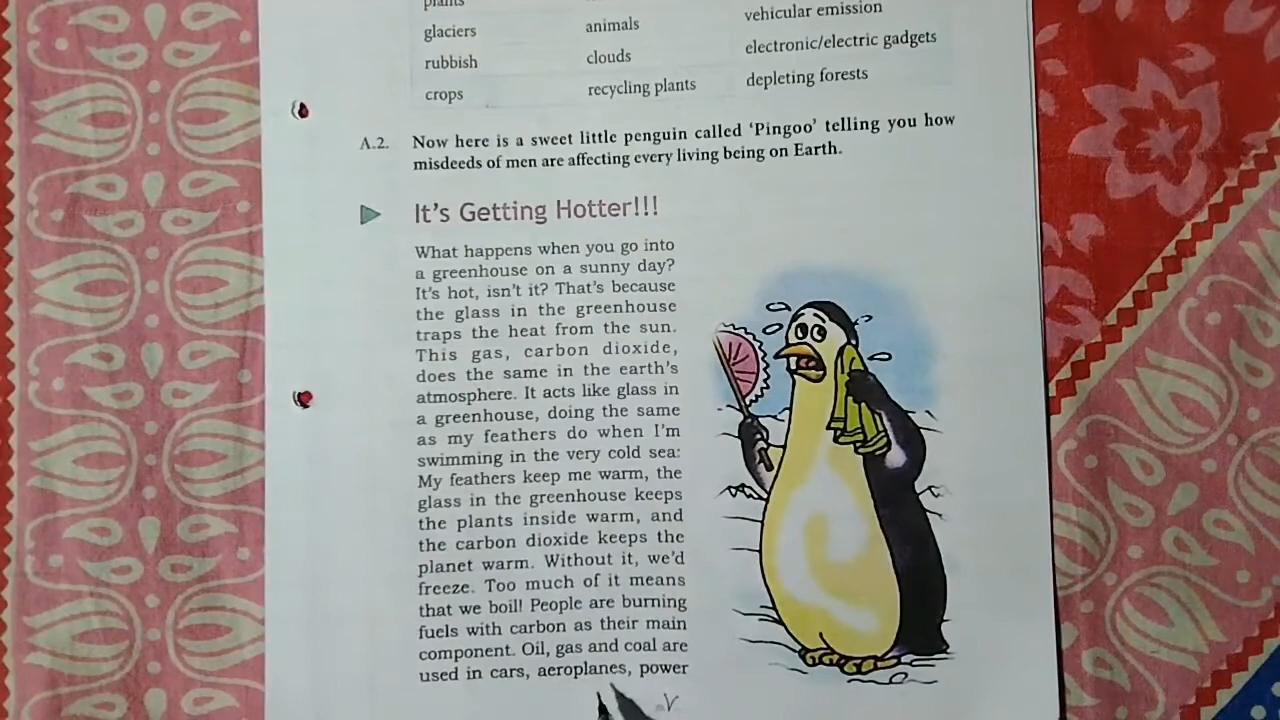 plants
glaciers animals vehicular emission
rubbish clouds electronic/electric gadgets
crops recycling plants depleting forests
A.2. Now here is a sweet little penguin called ‘Pingoo’ telling you how
misdeeds of men are affecting every living being on Earth.
It’s Getting Hotter!!!
What happens when you go into
a greenhouse on a sunny day?
It’s hot, isn’t it? That’s because
the glass in the greenhouse
traps the heat from the sun.
This gas, carbon dioxide,
does the same in the earth’s
atmosphere. It acts like glass in
a greenhouse, doing the same
as my feathers do when I’m
swimming in the very cold sea:
My feathers keep me warm, the
glass in the greenhouse keeps
the plants inside warm, and
the carbon dioxide keeps the
planet warm. Without it, we’d
freeze. Too much of it means
that we boil! People are burning
fuels with carbon as their main
component. Oil, gas and coal are
used in cars, aeroplanes, power